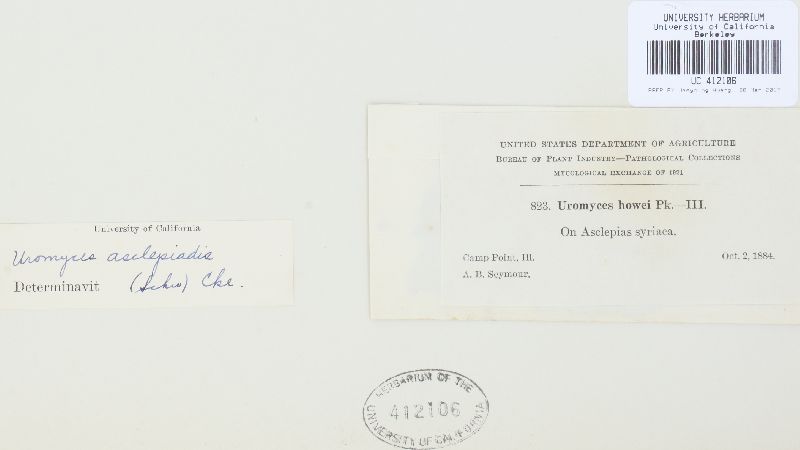 UNIVERSITY HERBARIUM
University of California
Berkeley
UC 412106
UNITED STATES DEPARTMENT OF AGRICULTURE
BUREAU OF PLANT INDUSTRY—PATHOLOGICAL COLLECTIONS
MYCOLOGICAL EXCHANGE OF 1921
823. Uromyces howei Pk.—III.
On Asclepias syriaca.
Camp Point, Ill. Oct. 2, 1884.
A. B. Seymour.
University of California
Uromyces asclepiadis
Determinavit (Schw) Cke.
HERBARIUM OF THE
412106
UNIVERSITY OF CALIFORNIA